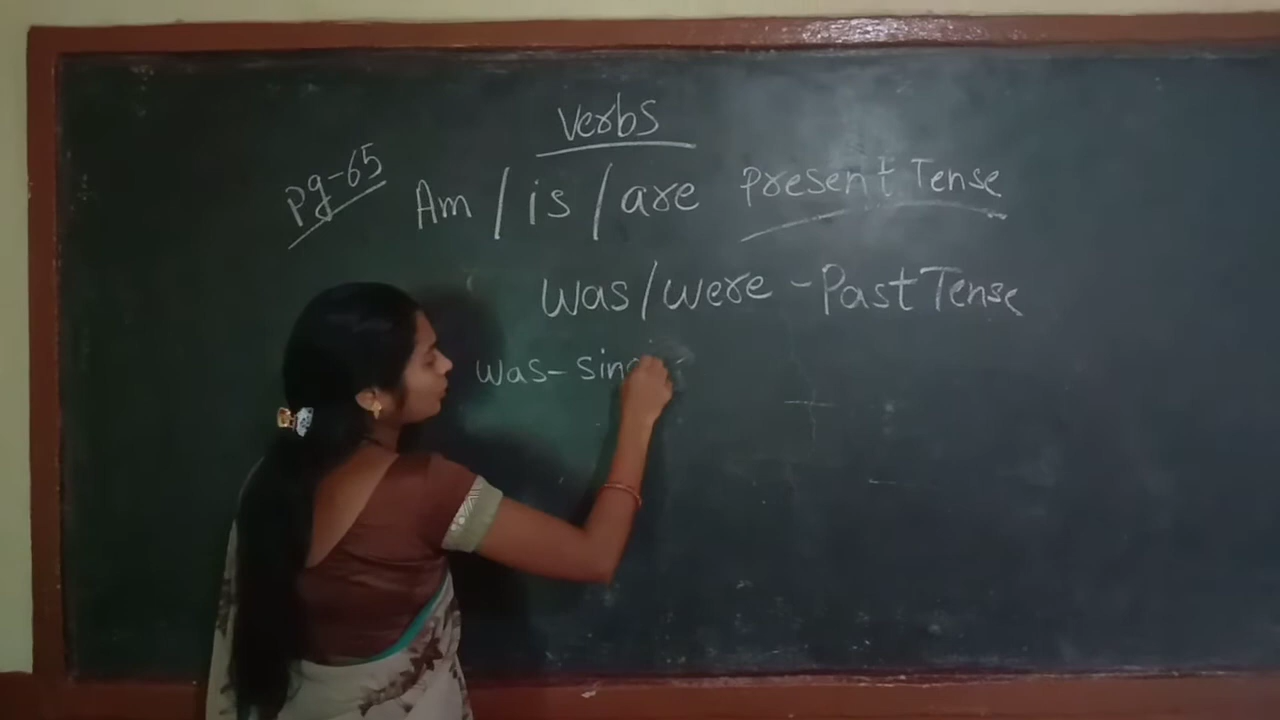 Verbs
Pg-65 Am / is / are Present Tense
was/were - Past Tense
was-